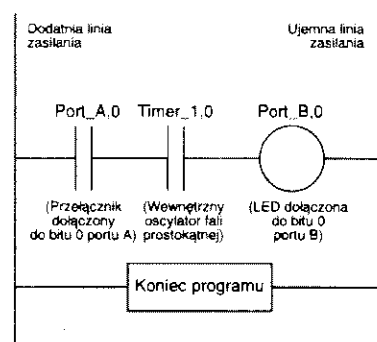 Dodatnia linia
zasilania
Ujemna linia
zasilania
Port_A,0 Timer_1,0 Port_B,0
(Przełącznik
dołączony
do bitu 0 portu A)
(Wewnętrzny
oscylator fali
prostokątnej)
(LED dołączona
do bitu 0
portu B)
Koniec programu